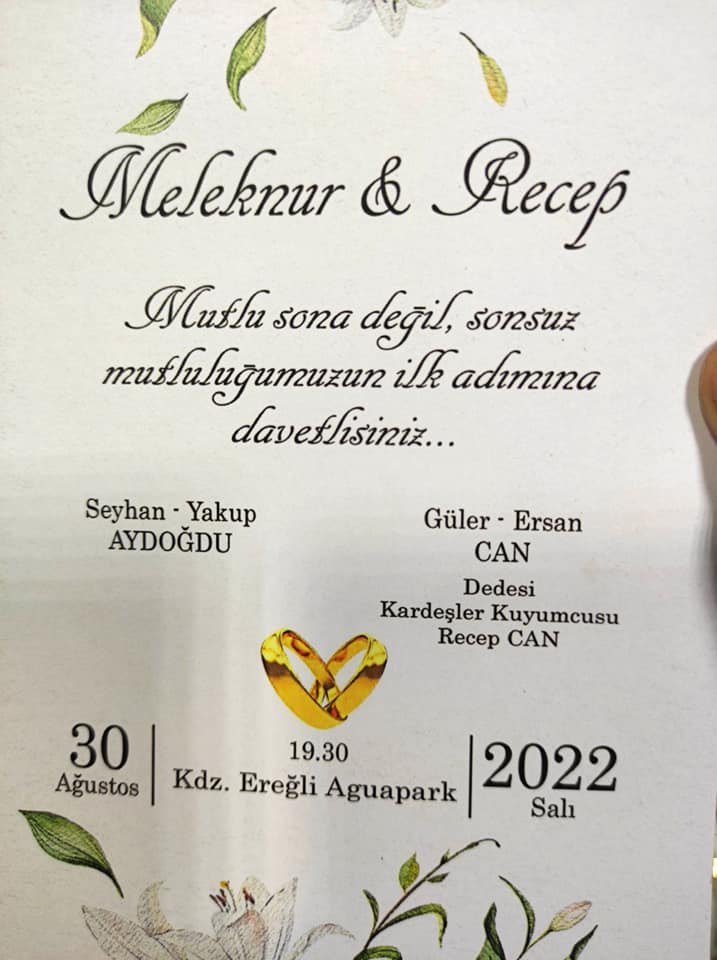 Meleknur & Recep
Mutlu sona değil, sonsuz
mutluluğumuzun ilk adımına
davetlisiniz...
Seyhan - Yakup
AYDOĞDU
Güler - Ersan
CAN
Dedesi
Kardeşler Kuyumcusu
Recep CAN
30
Ağustos
19.30
Kdz. Ereğli Aguapark
2022
Salı